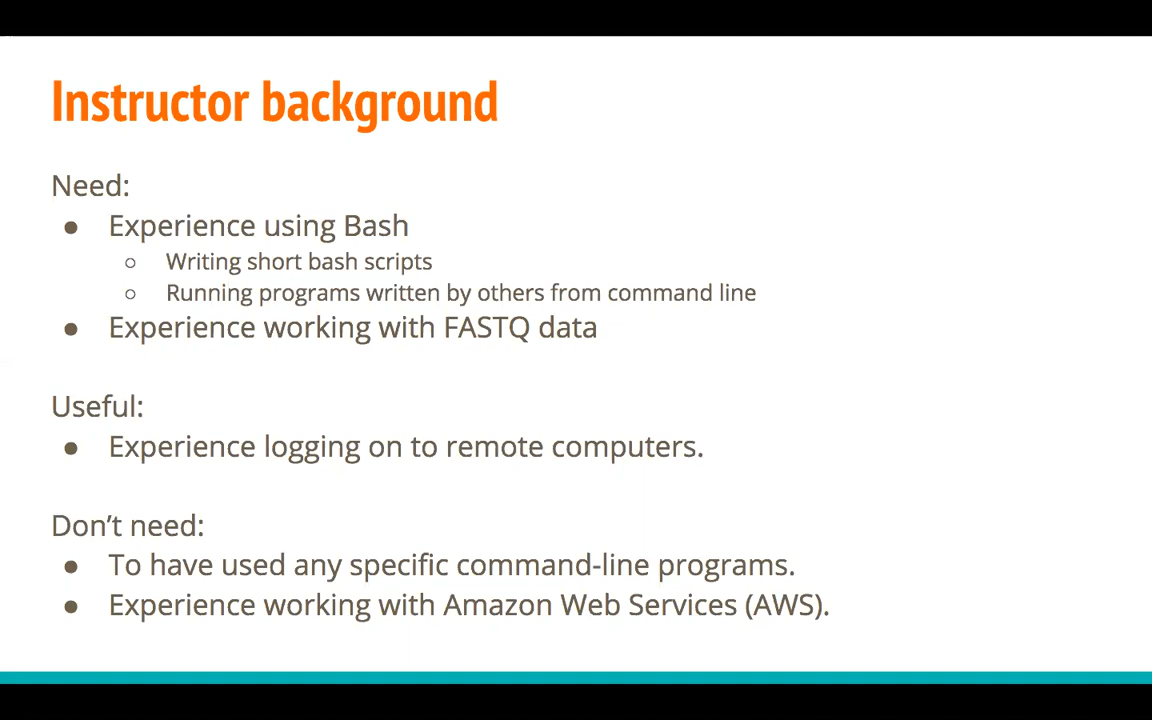 Instructor background
Need:
● Experience using Bash
○ Writing short bash scripts
○ Running programs written by others from command line
● Experience working with FASTQ data
Useful:
● Experience logging on to remote computers.
Don’t need:
● To have used any specific command-line programs.
● Experience working with Amazon Web Services (AWS).